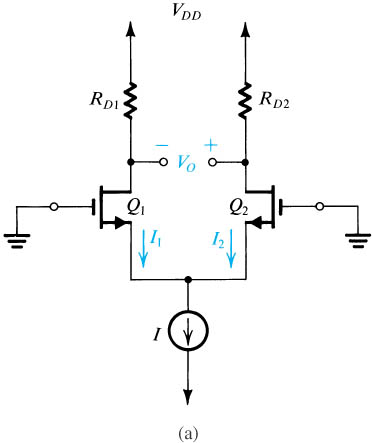 V_DD
R_D1
R_D2
− V_O +
Q_1
Q_2
I_1
I_2
I
(a)